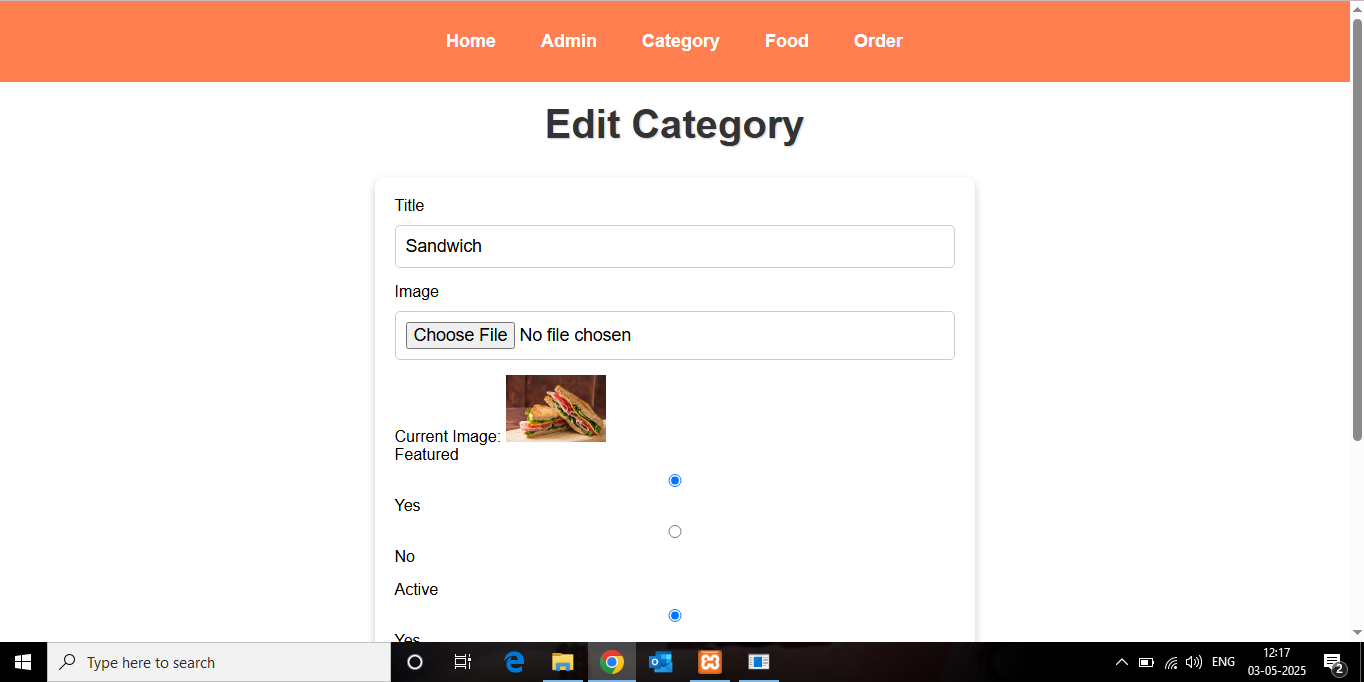 Home Admin Category Food Order
Edit Category
Title
Sandwich
Image
Choose File No file chosen
Current Image:
Featured
Yes
No
Active
Yes
Type here to search
ENG
12:17
03-05-2025
2